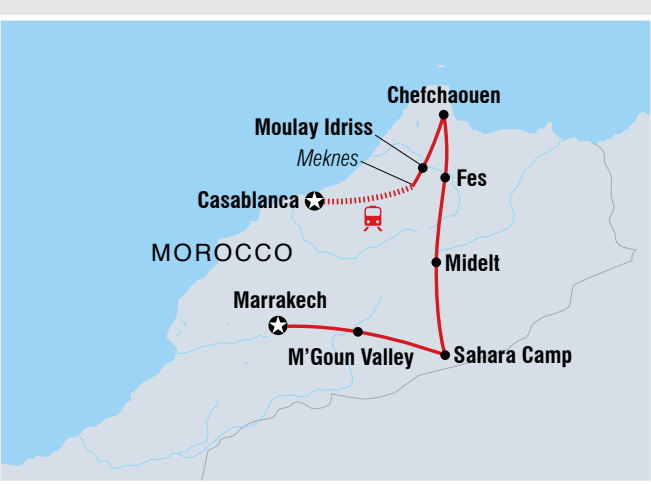 Chefchaouen
Moulay Idriss
Meknes
Fes
Casablanca
MOROCCO
Midelt
Marrakech
M'Goun Valley
Sahara Camp